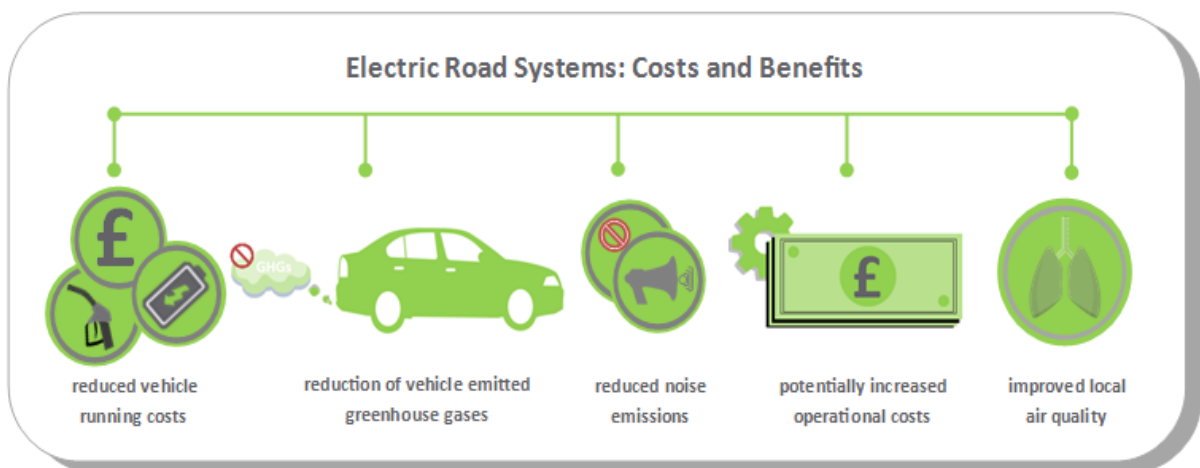 Electric Road Systems: Costs and Benefits
£
GHGs
£
reduced vehicle
running costs
reduction of vehicle emitted
greenhouse gases
reduced noise
emissions
potentially increased
operational costs
improved local
air quality